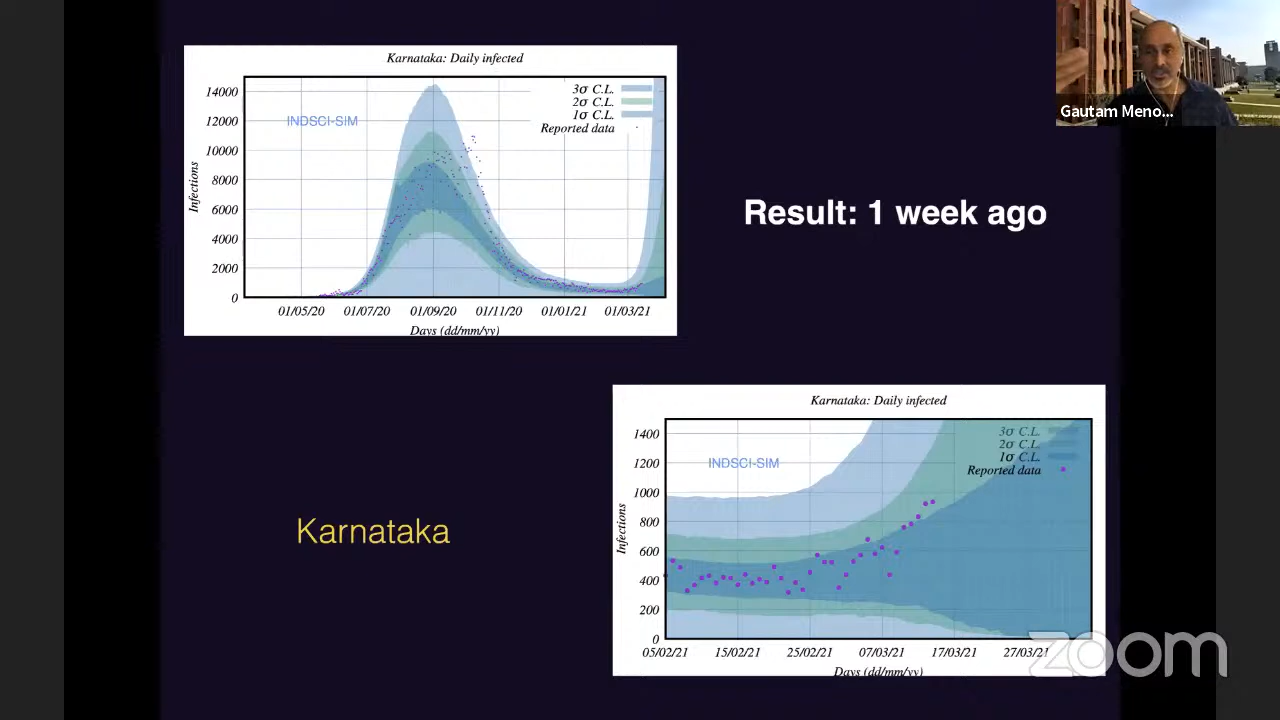 Karnataka: Daily infected
14000
12000
10000
8000
6000
4000
2000
0
Infections
INDSCI-SIM
3σ C.L.
2σ C.L.
1σ C.L.
Reported data
01/05/20 01/07/20 01/09/20 01/11/20 01/01/21 01/03/21
Days (dd/mm/yy)
Gautam Meno...
Result: 1 week ago
Karnataka
Karnataka: Daily infected
1400
1200
1000
800
600
400
200
0
Infections
INDSCI-SIM
3σ C.L.
2σ C.L.
1σ C.L.
Reported data
05/02/21 15/02/21 25/02/21 07/03/21 17/03/21 27/03/21
Days (dd/mm/yy)
zoom